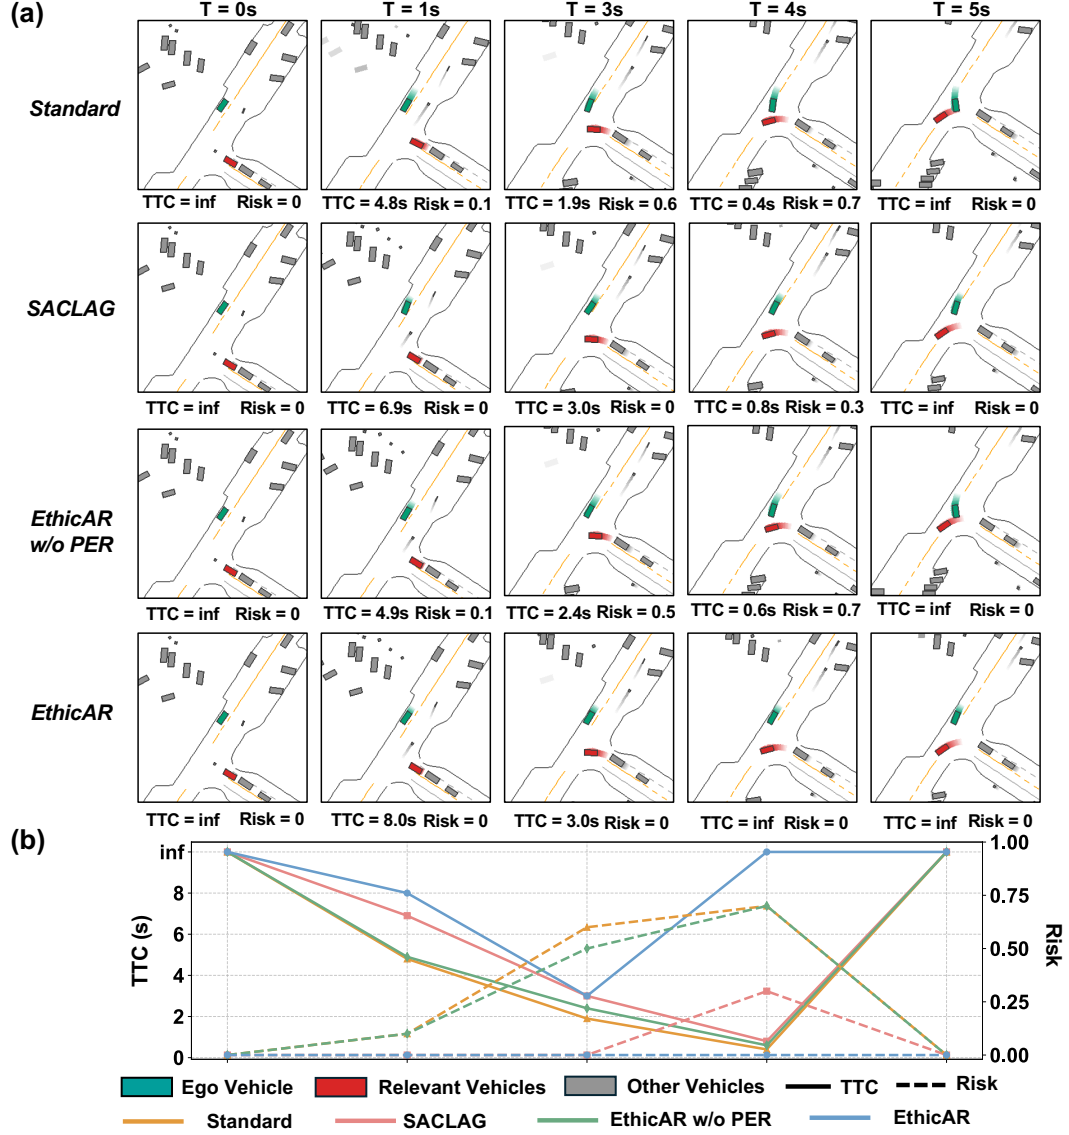 (a)
T = 0s T = 1s T = 3s T = 4s T = 5s
Standard
TTC = inf Risk = 0 TTC = 4.8s Risk = 0.1 TTC = 1.9s Risk = 0.6 TTC = 0.4s Risk = 0.7 TTC = inf Risk = 0
SACLAG
TTC = inf Risk = 0 TTC = 6.9s Risk = 0 TTC = 3.0s Risk = 0 TTC = 0.8s Risk = 0.3 TTC = inf Risk = 0
EthicAR
w/o PER
TTC = inf Risk = 0 TTC = 4.9s Risk = 0.1 TTC = 2.4s Risk = 0.5 TTC = 0.6s Risk = 0.7 TTC = inf Risk = 0
EthicAR
TTC = inf Risk = 0 TTC = 8.0s Risk = 0 TTC = 3.0s Risk = 0 TTC = inf Risk = 0 TTC = inf Risk = 0
(b)
inf
8
6
4
2
0
TTC (s)
1.00
0.75
0.50
0.25
0.00
Risk
Ego Vehicle Relevant Vehicles Other Vehicles TTC Risk
Standard SACLAG EthicAR w/o PER EthicAR